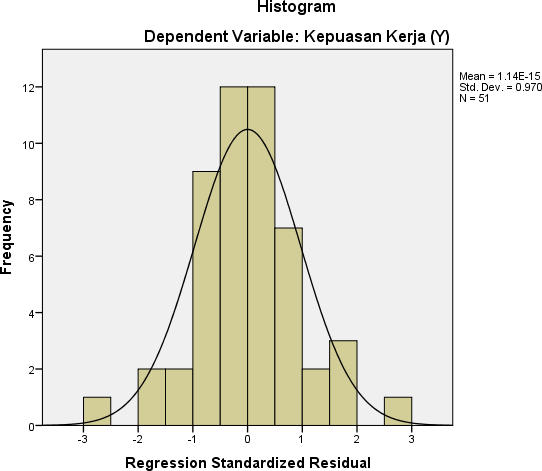 Histogram
Dependent Variable: Kepuasan Kerja (Y)
Mean = 1.14E-15
Std. Dev. = 0.970
N = 51
Frequency
12
10
8
6
4
2
0
-3 -2 -1 0 1 2 3
Regression Standardized Residual